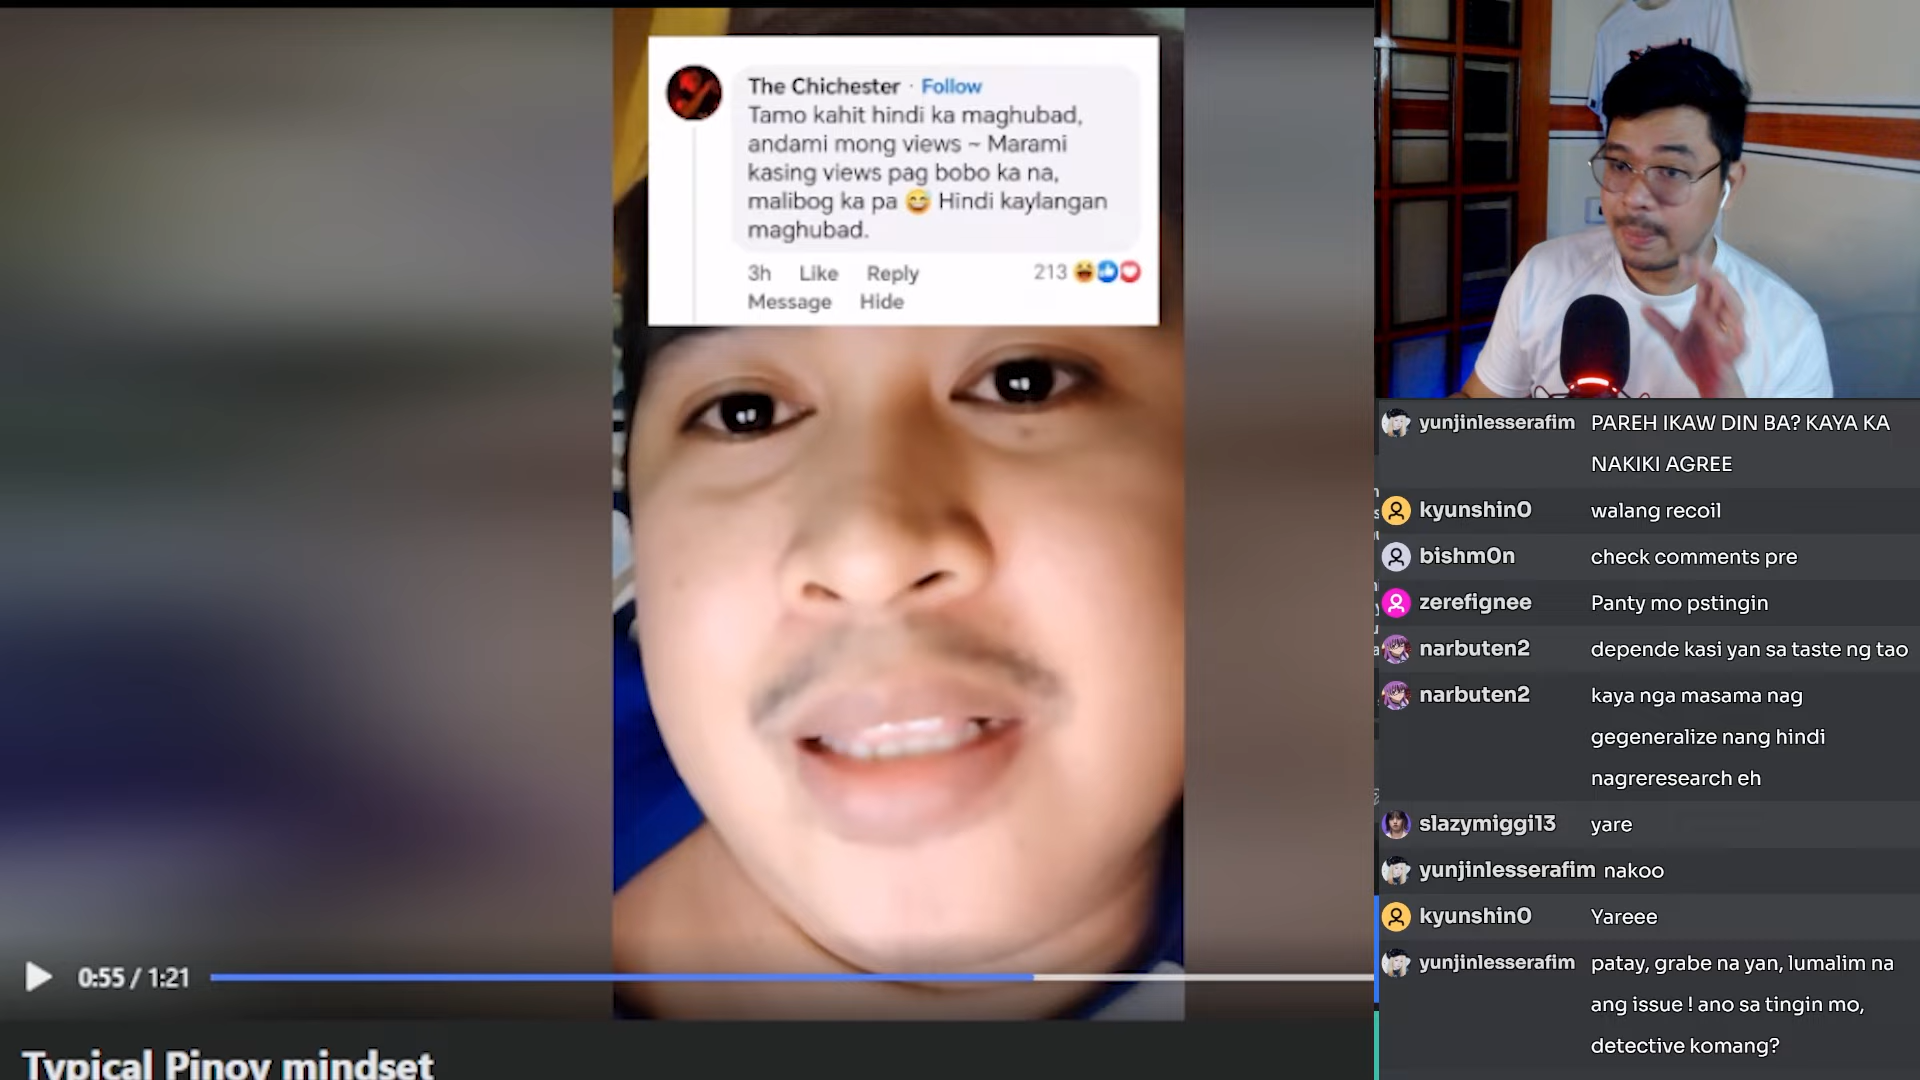 The Chichester · Follow
Tamo kahit hindi ka maghubad,
andami mong views ~ Marami
kasing views pag bobo ka na,
malibog ka pa 😅 Hindi kaylangan
maghubad.
3h Like Reply 213
Message Hide
0:55 / 1:21
Typical Pinoy mindset
yunjinlesserafim PAREH IKAW DIN BA? KAYA KA
NAKIKI AGREE
kyunshin0 walang recoil
bishm0n check comments pre
zerefignee Panty mo pstingin
narbuten2 depende kasi yan sa taste ng tao
narbuten2 kaya nga masama nag
gegeneralize nang hindi
nagreresearch eh
slazymiggi13 yare
yunjinlesserafim nakoo
kyunshin0 Yareee
yunjinlesserafim patay, grabe na yan, lumalim na
ang issue ! ano sa tingin mo,
detective komang?